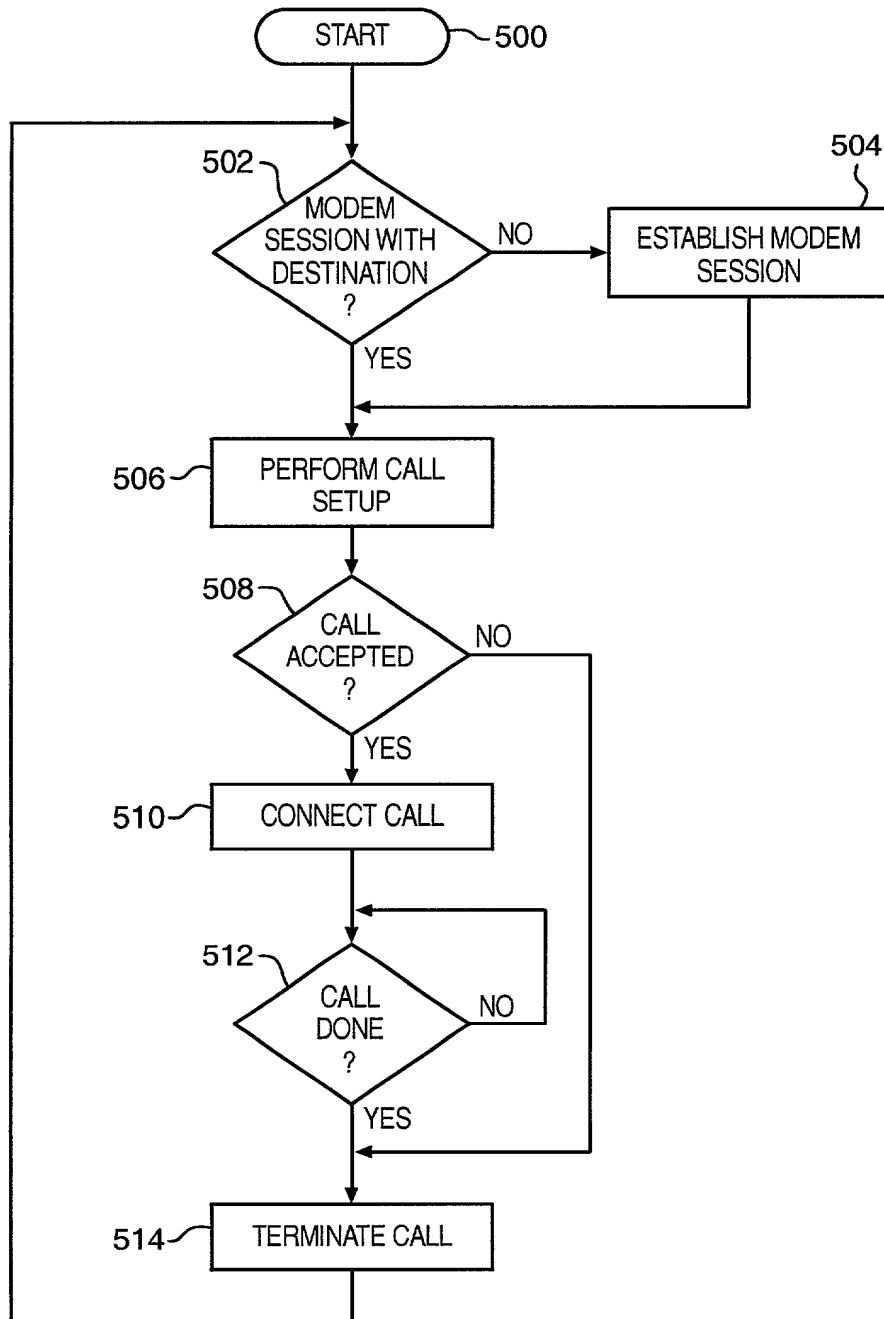 START
500
502
504
MODEM
SESSION WITH
DESTINATION
?
NO
ESTABLISH MODEM
SESSION
YES
506
PERFORM CALL
SETUP
508
CALL
ACCEPTED
?
NO
YES
510
CONNECT CALL
512
CALL
DONE
?
NO
YES
514
TERMINATE CALL